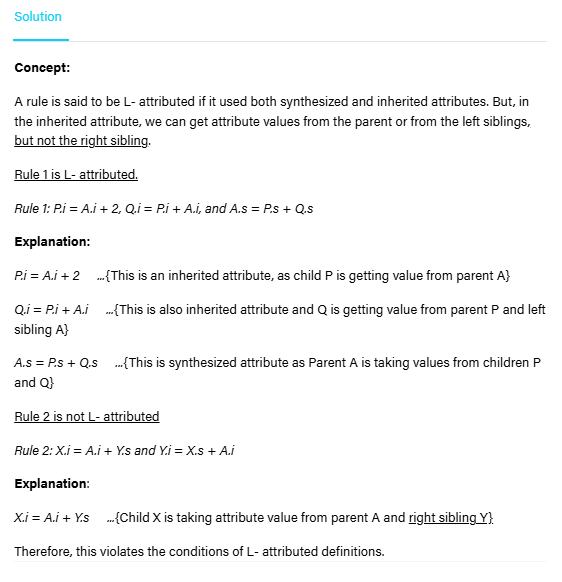 Solution
Concept:
A rule is said to be L- attributed if it used both synthesized and inherited attributes. But, in
the inherited attribute, we can get attribute values from the parent or from the left siblings,
but not the right sibling.
Rule 1 is L- attributed.
Rule 1: P.i = A.i + 2, Q.i = P.i + A.i, and A.s = P.s + Q.s
Explanation:
P.i = A.i + 2 ...{This is an inherited attribute, as child P is getting value from parent A}
Q.i = P.i + A.i ...{This is also inherited attribute and Q is getting value from parent P and left
sibling A}
A.s = P.s + Q.s ...{This is synthesized attribute as Parent A is taking values from children P
and Q}
Rule 2 is not L- attributed
Rule 2: X.i = A.i + Y.s and Y.i = X.s + A.i
Explanation:
X.i = A.i + Y.s ...{Child X is taking attribute value from parent A and right sibling Y}
Therefore, this violates the conditions of L- attributed definitions.